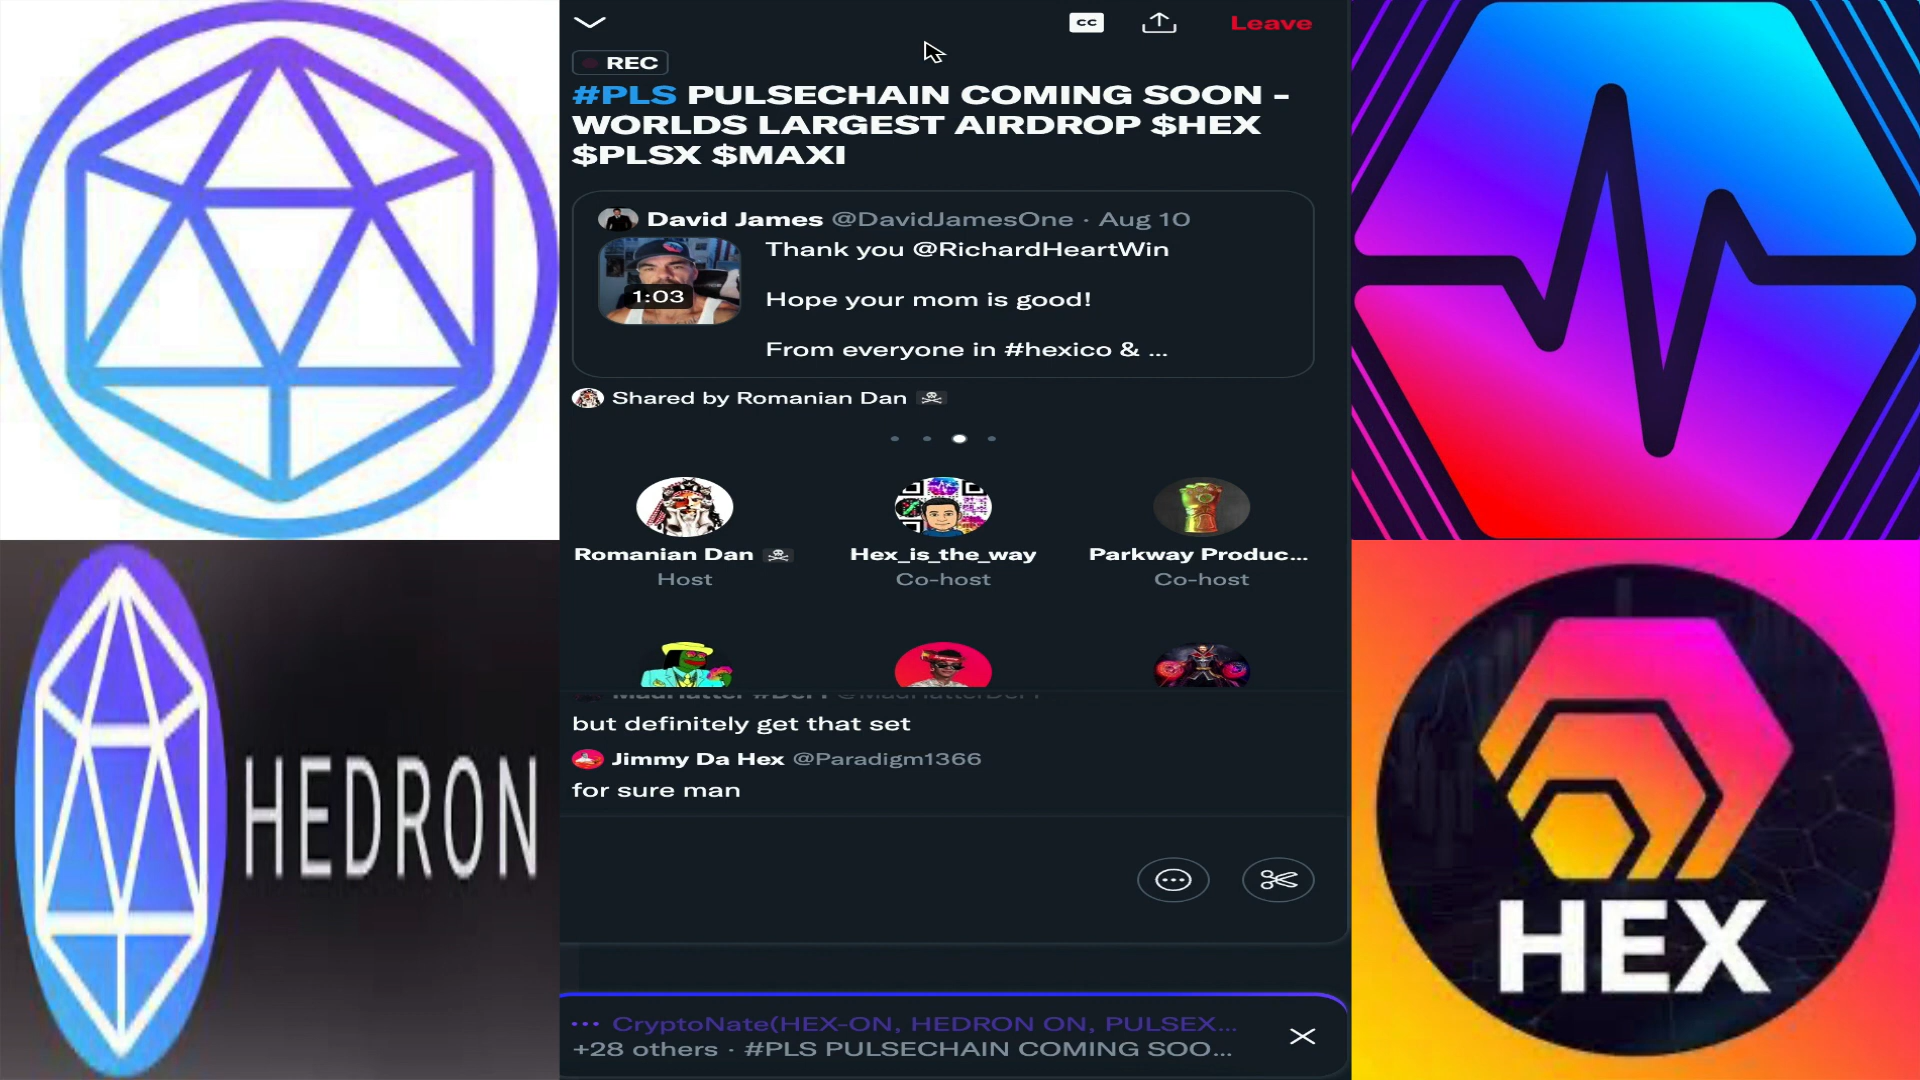 CC
Leave
REC
#PLS PULSECHAIN COMING SOON -
WORLDS LARGEST AIRDROP $HEX
$PLSX $MAXI
David James @DavidJamesOne · Aug 10
Thank you @RichardHeartWin
1:03
Hope your mom is good!
From everyone in #hexico & ...
Shared by Romanian Dan ☠
Romanian Dan ☠
Host
Hex_is_the_way
Co-host
Parkway Produc...
Co-host
but definitely get that set
Jimmy Da Hex @Paradigm1366
for sure man
CryptoNate(HEX-ON, HEDRON ON, PULSEX...
+28 others · #PLS PULSECHAIN COMING SOO...
HEDRON
HEX